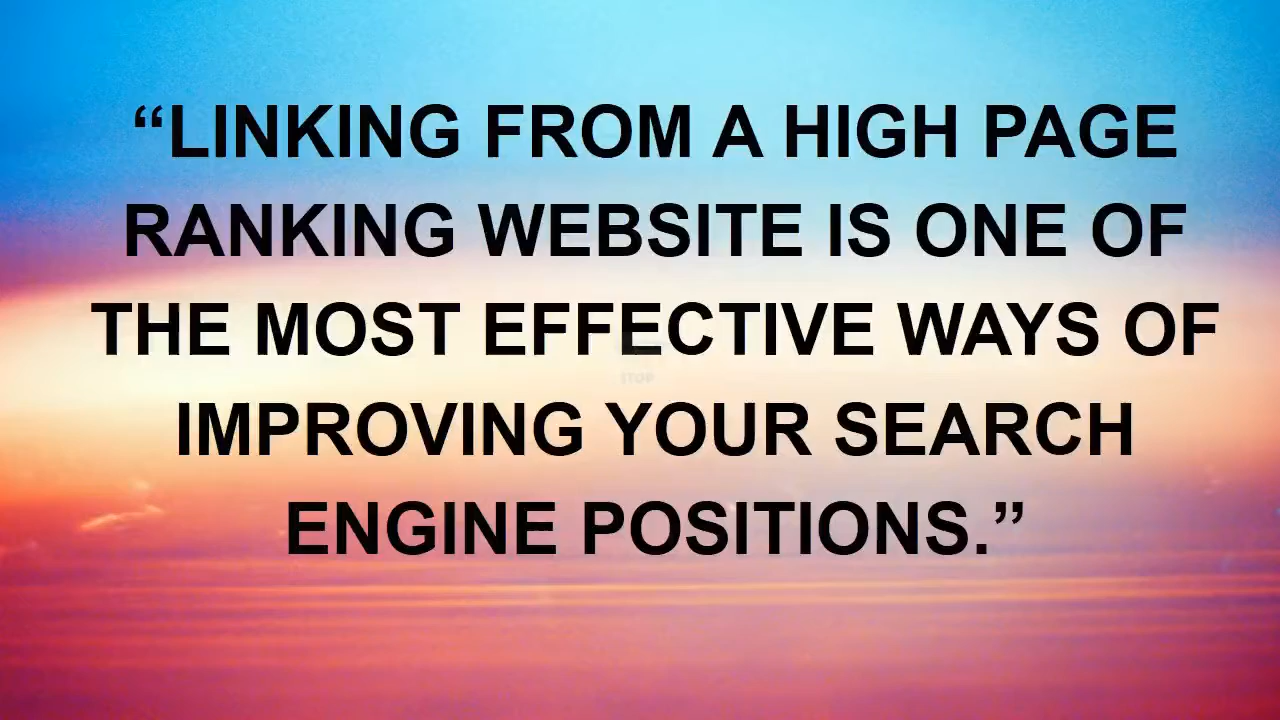 “LINKING FROM A HIGH PAGE
RANKING WEBSITE IS ONE OF
THE MOST EFFECTIVE WAYS OF
STOP
IMPROVING YOUR SEARCH
ENGINE POSITIONS.”